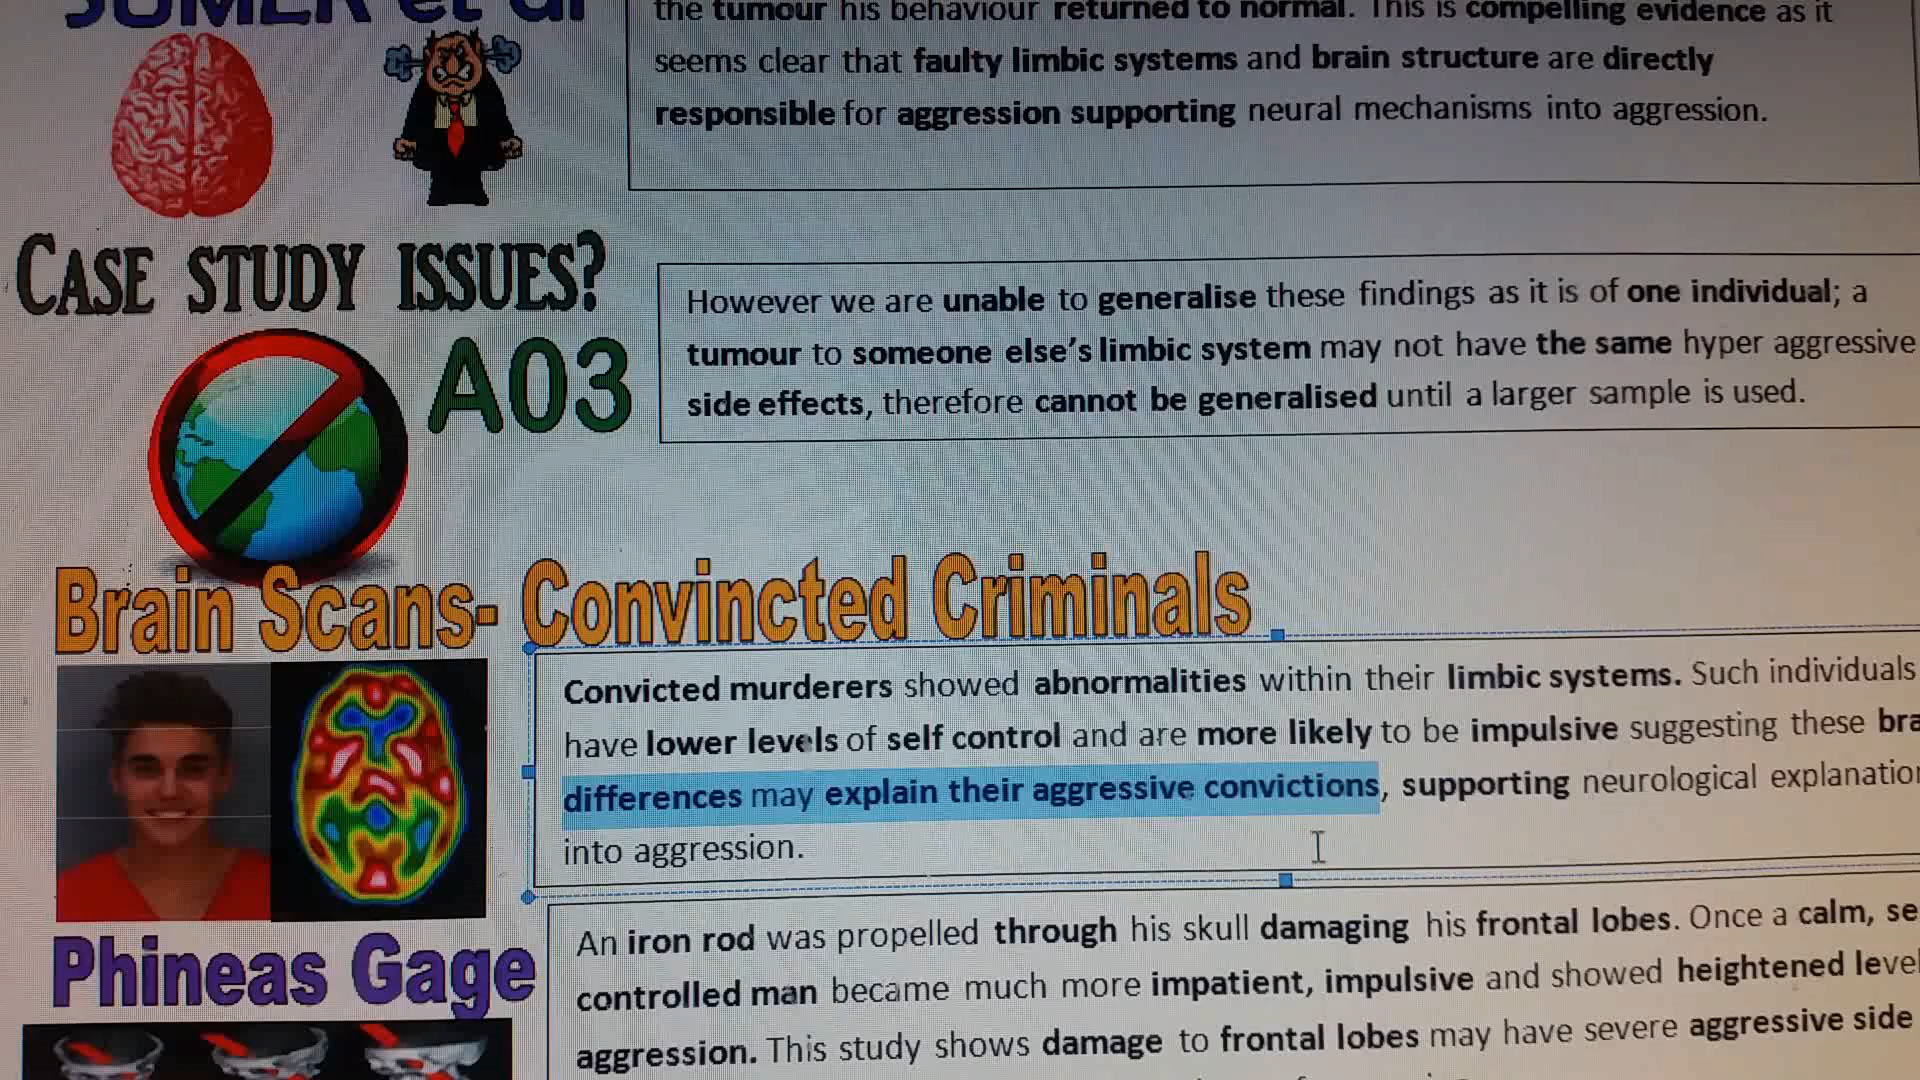 et al
the tumour his behaviour returned to normal. This is compelling evidence as it
seems clear that faulty limbic systems and brain structure are directly
responsible for aggression supporting neural mechanisms into aggression.
CASE STUDY ISSUES?
A03
However we are unable to generalise these findings as it is of one individual; a
tumour to someone else's limbic system may not have the same hyper aggressive
side effects, therefore cannot be generalised until a larger sample is used.
Brain Scans- Convincted Criminals
Convicted murderers showed abnormalities within their limbic systems. Such individuals
have lower levels of self control and are more likely to be impulsive suggesting these
differences may explain their aggressive convictions, supporting neurological
into aggression.
Phineas Gage
An iron rod was propelled through his skull damaging his frontal lobes. Once a calm,
controlled man became much more impatient, impulsive and showed heightened
aggression. This study shows damage to frontal lobes may have severe aggressive side